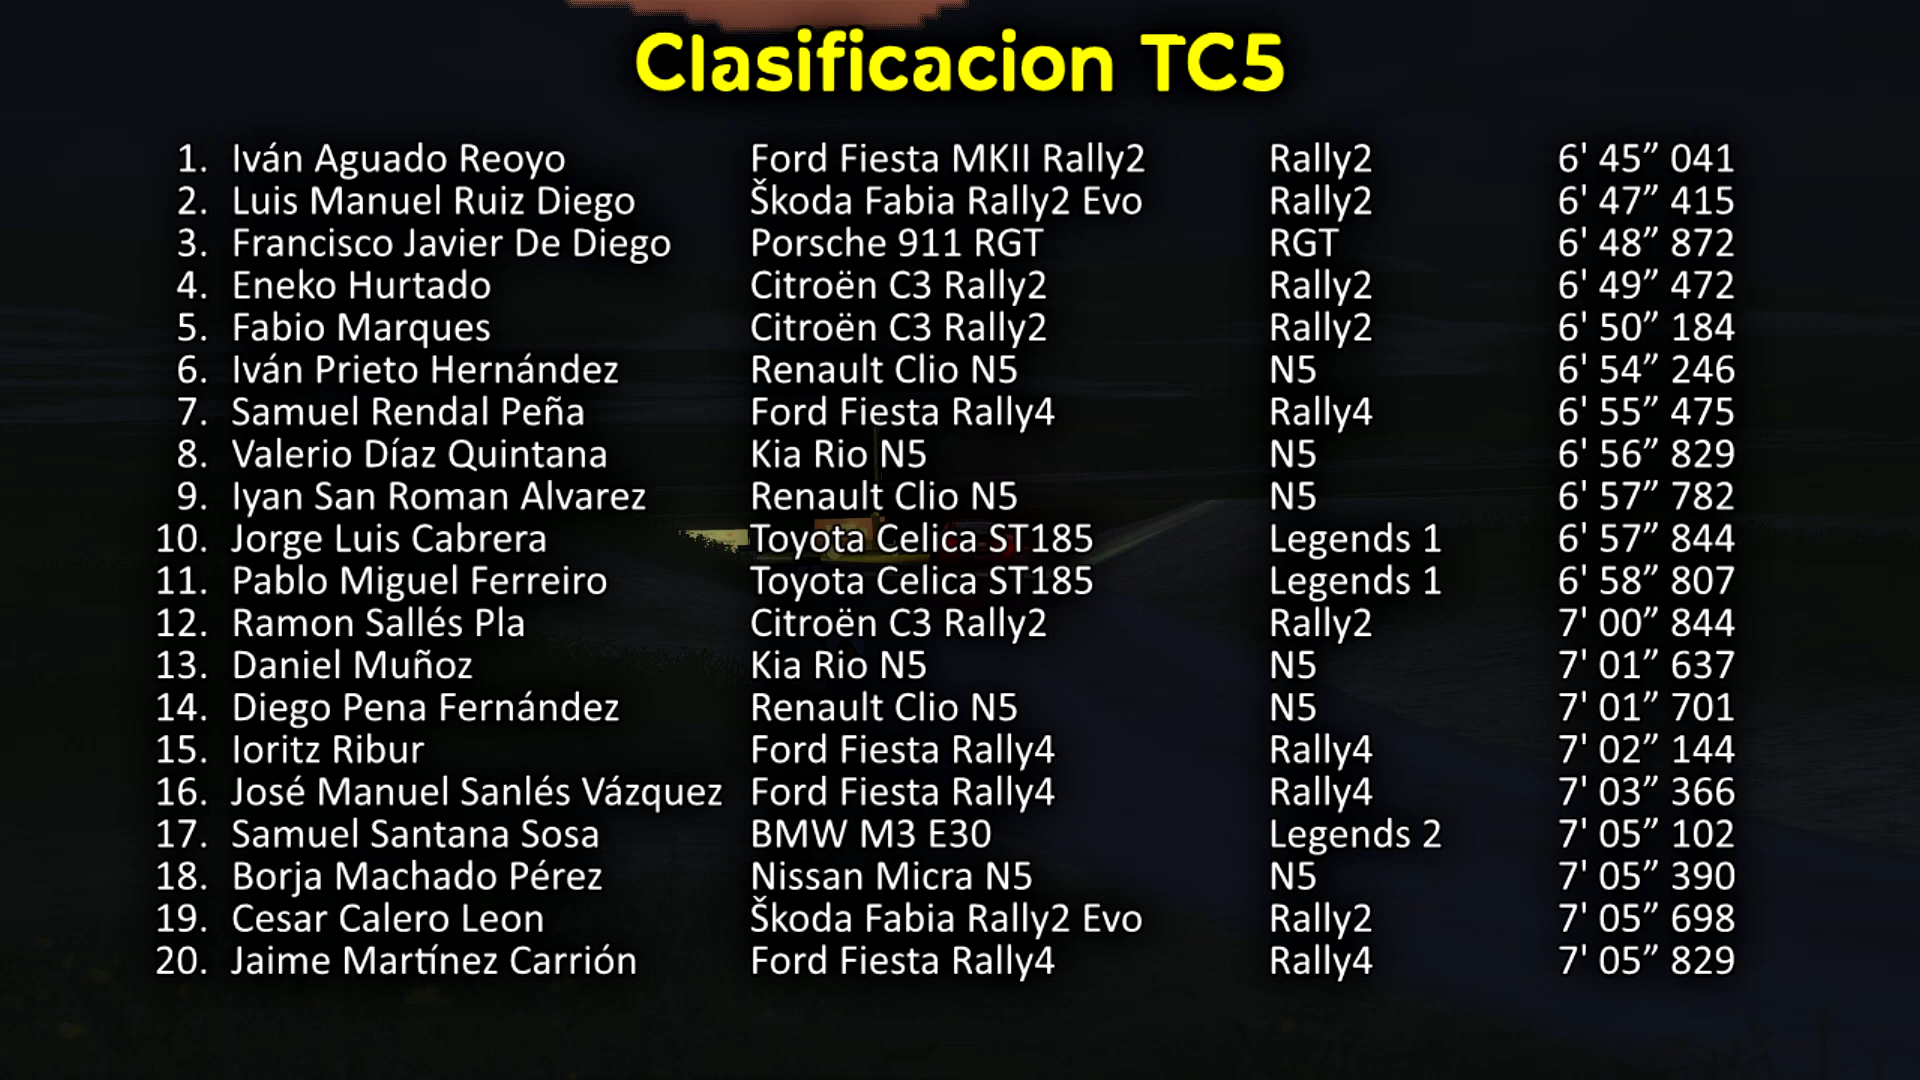 Clasificacion TC5
1. Iván Aguado Reoyo Ford Fiesta MKII Rally2 Rally2 6' 45” 041
2. Luis Manuel Ruiz Diego Škoda Fabia Rally2 Evo Rally2 6' 47” 415
3. Francisco Javier De Diego Porsche 911 RGT RGT 6' 48” 872
4. Eneko Hurtado Citroën C3 Rally2 Rally2 6' 49” 472
5. Fabio Marques Citroën C3 Rally2 Rally2 6' 50” 184
6. Iván Prieto Hernández Renault Clio N5 N5 6' 54” 246
7. Samuel Rendal Peña Ford Fiesta Rally4 Rally4 6' 55” 475
8. Valerio Díaz Quintana Kia Rio N5 N5 6' 56” 829
9. Iyan San Roman Alvarez Renault Clio N5 N5 6' 57” 782
10. Jorge Luis Cabrera Toyota Celica ST185 Legends 1 6' 57” 844
11. Pablo Miguel Ferreiro Toyota Celica ST185 Legends 1 6' 58” 807
12. Ramon Sallés Pla Citroën C3 Rally2 Rally2 7' 00” 844
13. Daniel Muñoz Kia Rio N5 N5 7' 01” 637
14. Diego Pena Fernández Renault Clio N5 N5 7' 01” 701
15. Ioritz Ribur Ford Fiesta Rally4 Rally4 7' 02” 144
16. José Manuel Sanlés Vázquez Ford Fiesta Rally4 Rally4 7' 03” 366
17. Samuel Santana Sosa BMW M3 E30 Legends 2 7' 05” 102
18. Borja Machado Pérez Nissan Micra N5 N5 7' 05” 390
19. Cesar Calero Leon Škoda Fabia Rally2 Evo Rally2 7' 05” 698
20. Jaime Martínez Carrión Ford Fiesta Rally4 Rally4 7' 05” 829